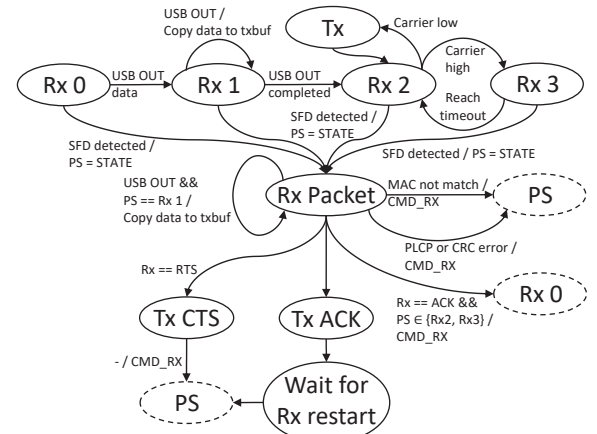 USB OUT /
Copy data to txbuf
Tx
Carrier low
Carrier
high
Rx 0
USB OUT
data
Rx 1
USB OUT
completed
Rx 2
Reach
timeout
Rx 3
SFD detected /
PS = STATE
SFD detected /
PS = STATE
SFD detected / PS = STATE
USB OUT &&
PS == Rx 1 /
Copy data to txbuf
Rx Packet
MAC not match /
CMD_RX
PS
PLCP or CRC error /
CMD_RX
Rx == RTS
Rx == ACK &&
PS ∈ {Rx2, Rx3} /
CMD_RX
Rx 0
Tx CTS
Tx ACK
- / CMD_RX
PS
Wait for
Rx restart